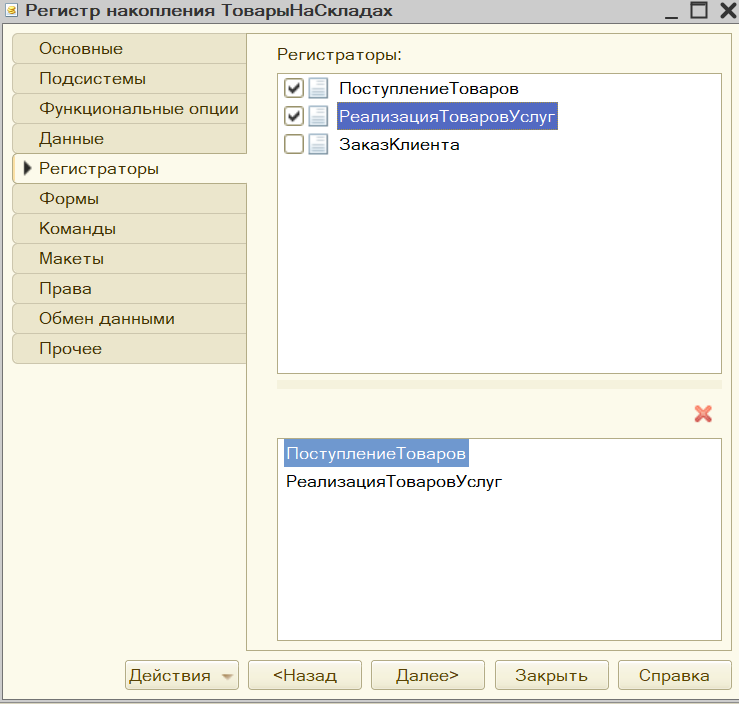 Регистр накопления ТоварыНаСкладах
Основные
Подсистемы
Функциональные опции
Данные
Регистраторы
Формы
Команды
Макеты
Права
Обмен данными
Прочее
Регистраторы:
ПоступлениеТоваров
РеализацияТоваровУслуг
ЗаказКлиента
ПоступлениеТоваров
РеализацияТоваровУслуг
Действия <Назад Далее> Закрыть Справка